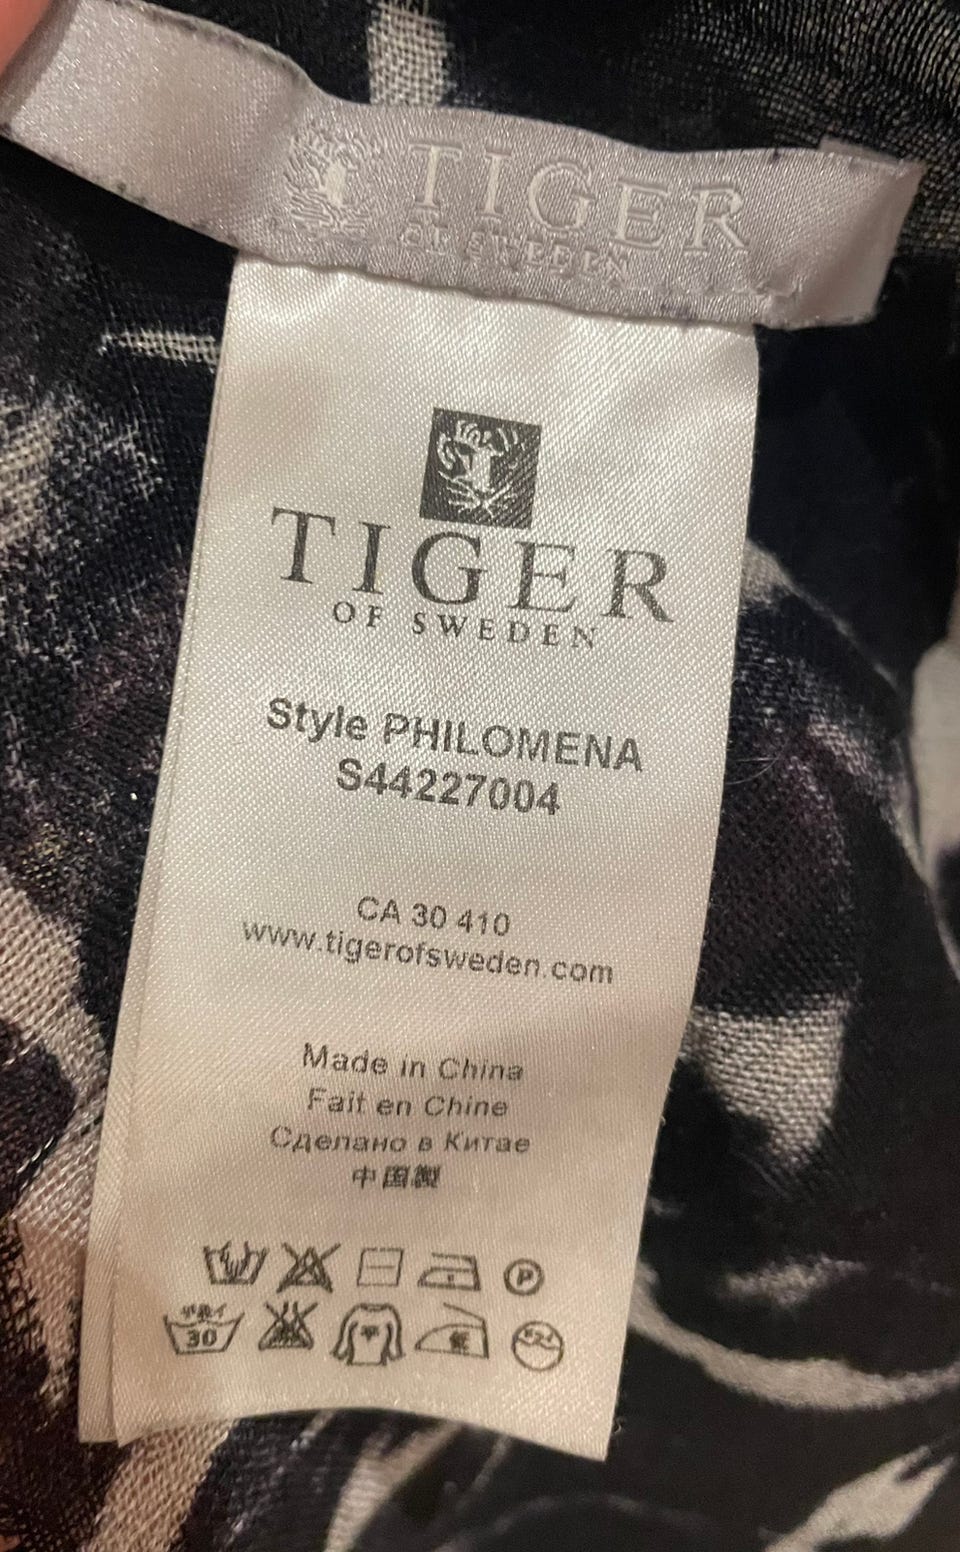 TIGER
OF SWEDEN
TIGER
OF SWEDEN
Style PHILOMENA
S44227004
CA 30 410
www.tigerofsweden.com
Made in China
Fait en Chine
Сделано в Китае
中国製
P
30